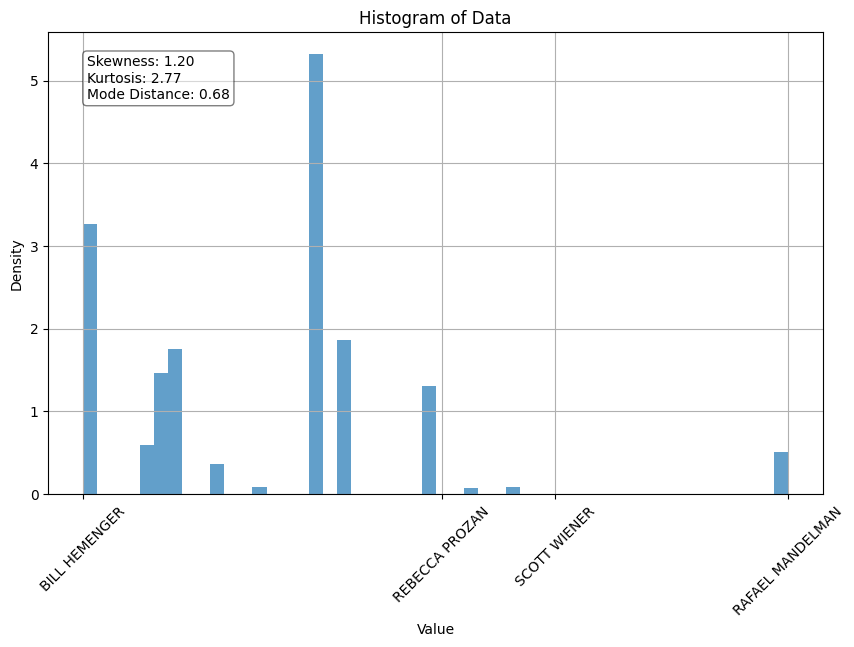 Histogram of Data
Skewness: 1.20
Kurtosis: 2.77
Mode Distance: 0.68
Density
5
4
3
2
1
0
BILL HEMENGER
REBECCA PROZAN
SCOTT WIENER
RAFAEL MANDELMAN
Value